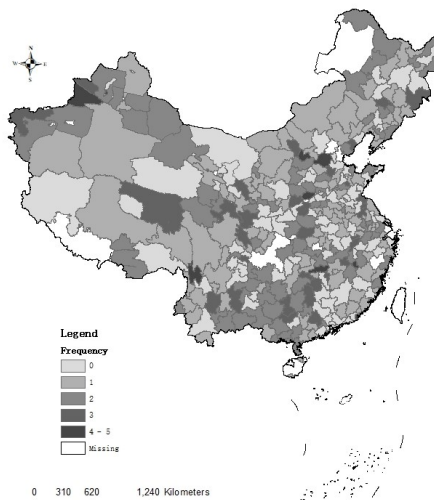 N
W E
S
Legend
Frequency
0
1
2
3
4 - 5
Missing
0 310 620 1,240 Kilometers